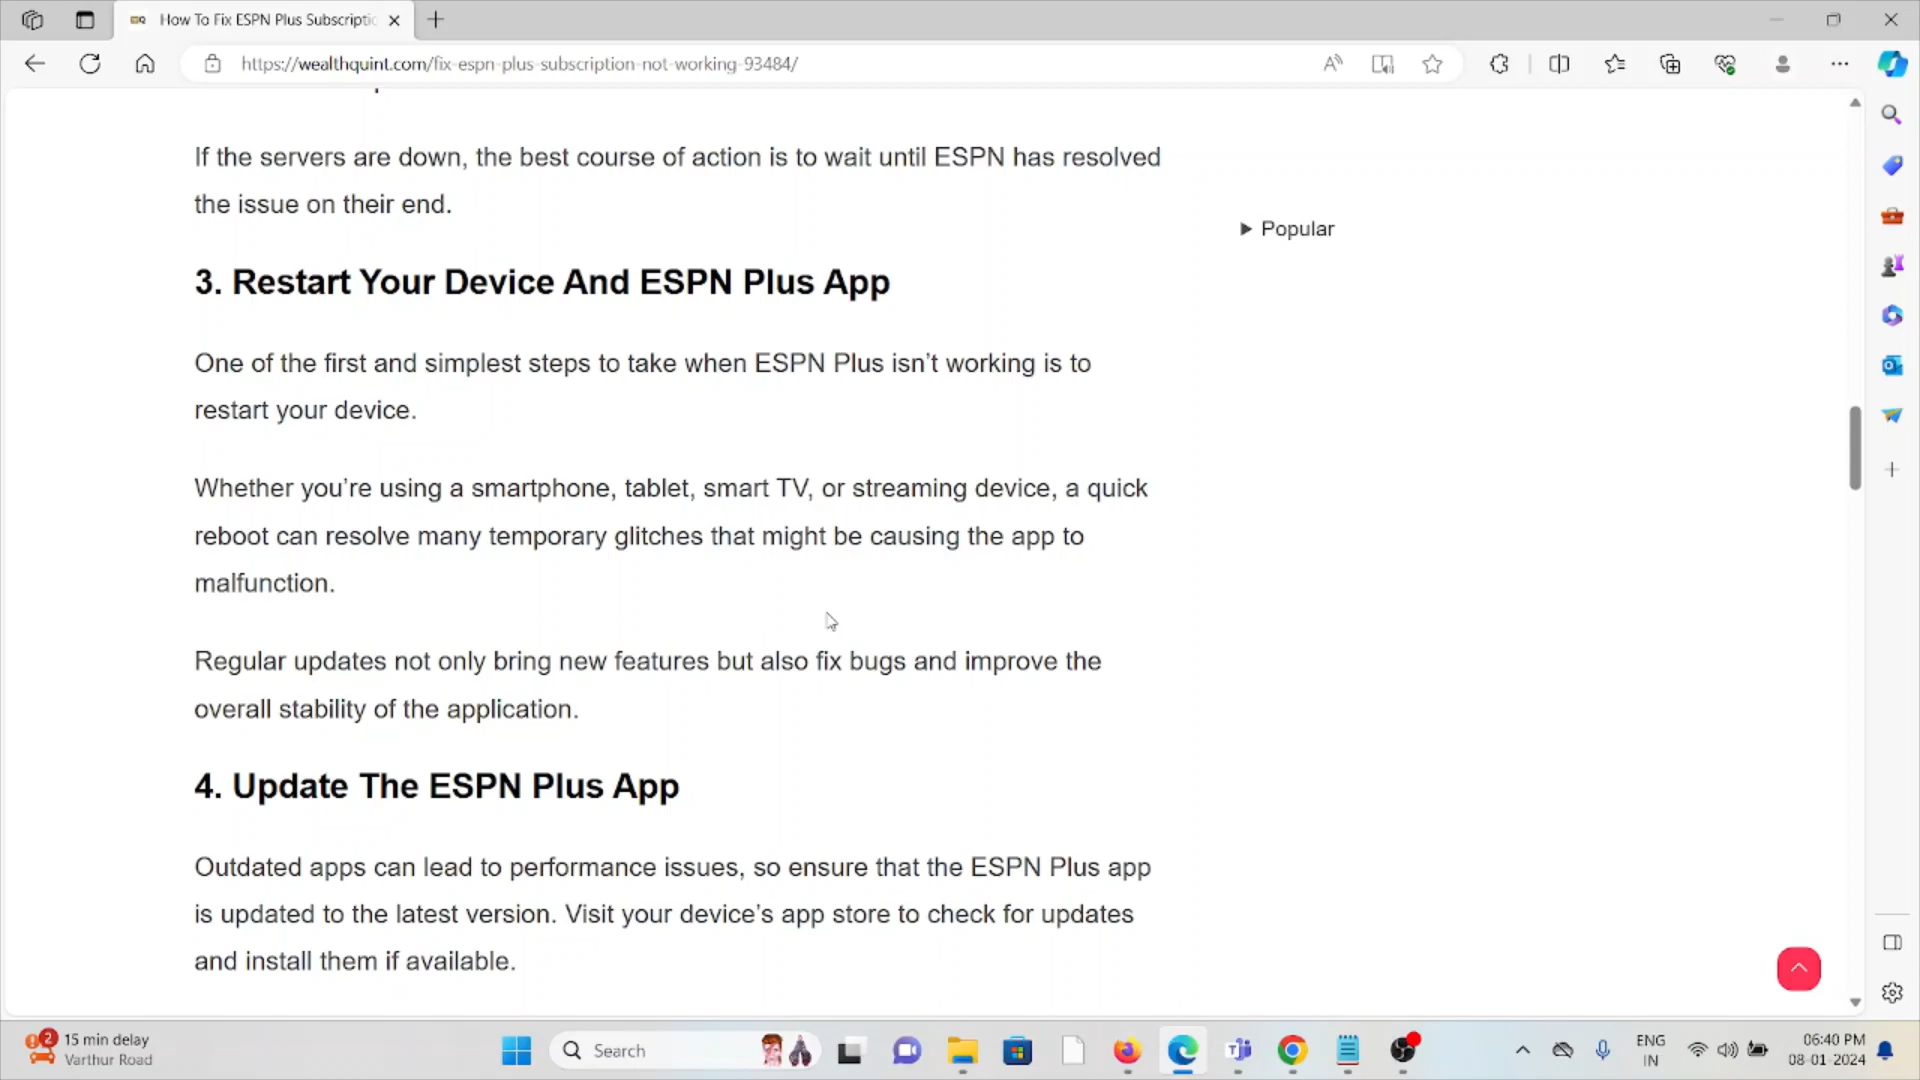 How To Fix ESPN Plus Subscriptio
https://wealthquint.com/fix-espn-plus-subscription-not-working-93484/
If the servers are down, the best course of action is to wait until ESPN has resolved
the issue on their end.
Popular
3. Restart Your Device And ESPN Plus App
One of the first and simplest steps to take when ESPN Plus isn’t working is to
restart your device.
Whether you’re using a smartphone, tablet, smart TV, or streaming device, a quick
reboot can resolve many temporary glitches that might be causing the app to
malfunction.
Regular updates not only bring new features but also fix bugs and improve the
overall stability of the application.
4. Update The ESPN Plus App
Outdated apps can lead to performance issues, so ensure that the ESPN Plus app
is updated to the latest version. Visit your device’s app store to check for updates
and install them if available.
2
15 min delay
Varthur Road
Search
ENG
IN
06:40 PM
08-01-2024